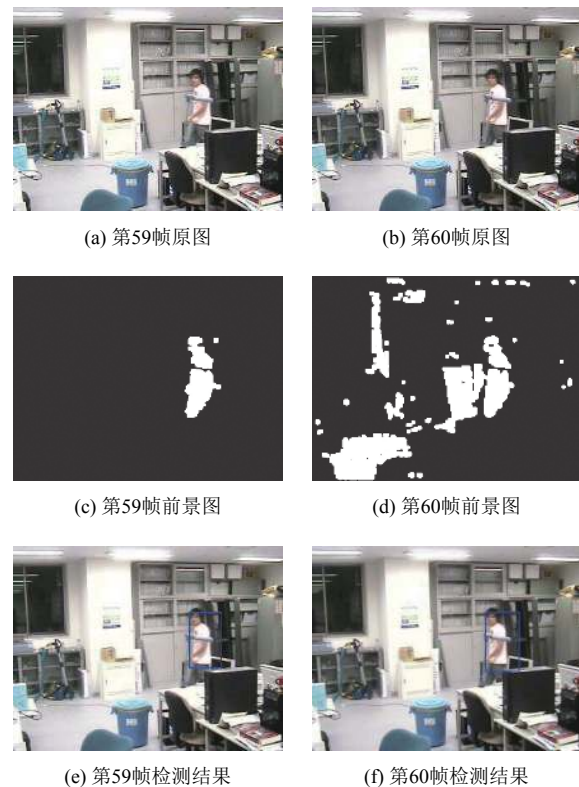 (a) 第59帧原图
(b) 第60帧原图
(c) 第59帧前景图
(d) 第60帧前景图
(e) 第59帧检测结果
(f) 第60帧检测结果